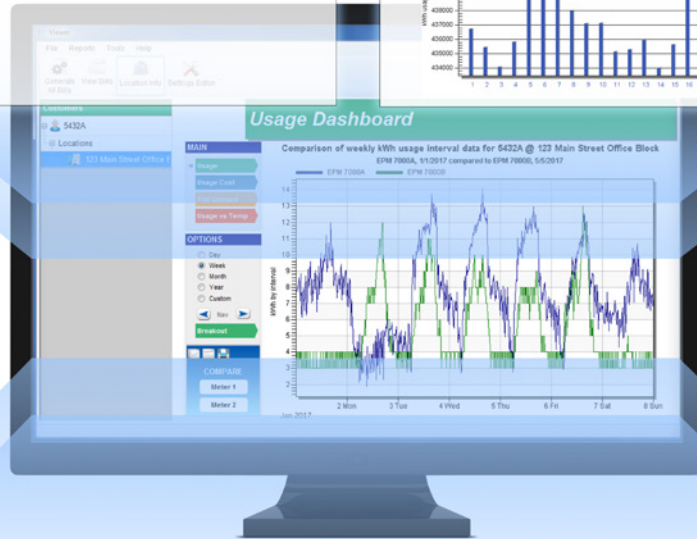 438000
437000
436000
435000
434000
1 2 3 4 5 6 7 8 9 10 11 12 13 14 15 16
Viewer
File Reports Tools Help
Generate
View Bills
Location Info
Settings Editor
Customers
5432A
Locations
123 Main Street Office
Usage Dashboard
MAIN
Usage
Usage Cost
Usage vs Temp
OPTIONS
Day
Week
Month
Year
Custom
Nav
Breakout
COMPARE
Meter 1
Meter 2
Comparison of weekly kWh usage interval data for 5432A @ 123 Main Street Office Block
EPM 7000A, 1/1/2017 compared to EPM 7000B, 5/5/2017
EPM 7000A EPM 7000B
kWh by interval
14
13
12
11
10
9
8
7
6
5
4
3
2
2 Mon 3 Tue 4 Wed 5 Thu 6 Fri 7 Sat 8 Sun
Jan 2017